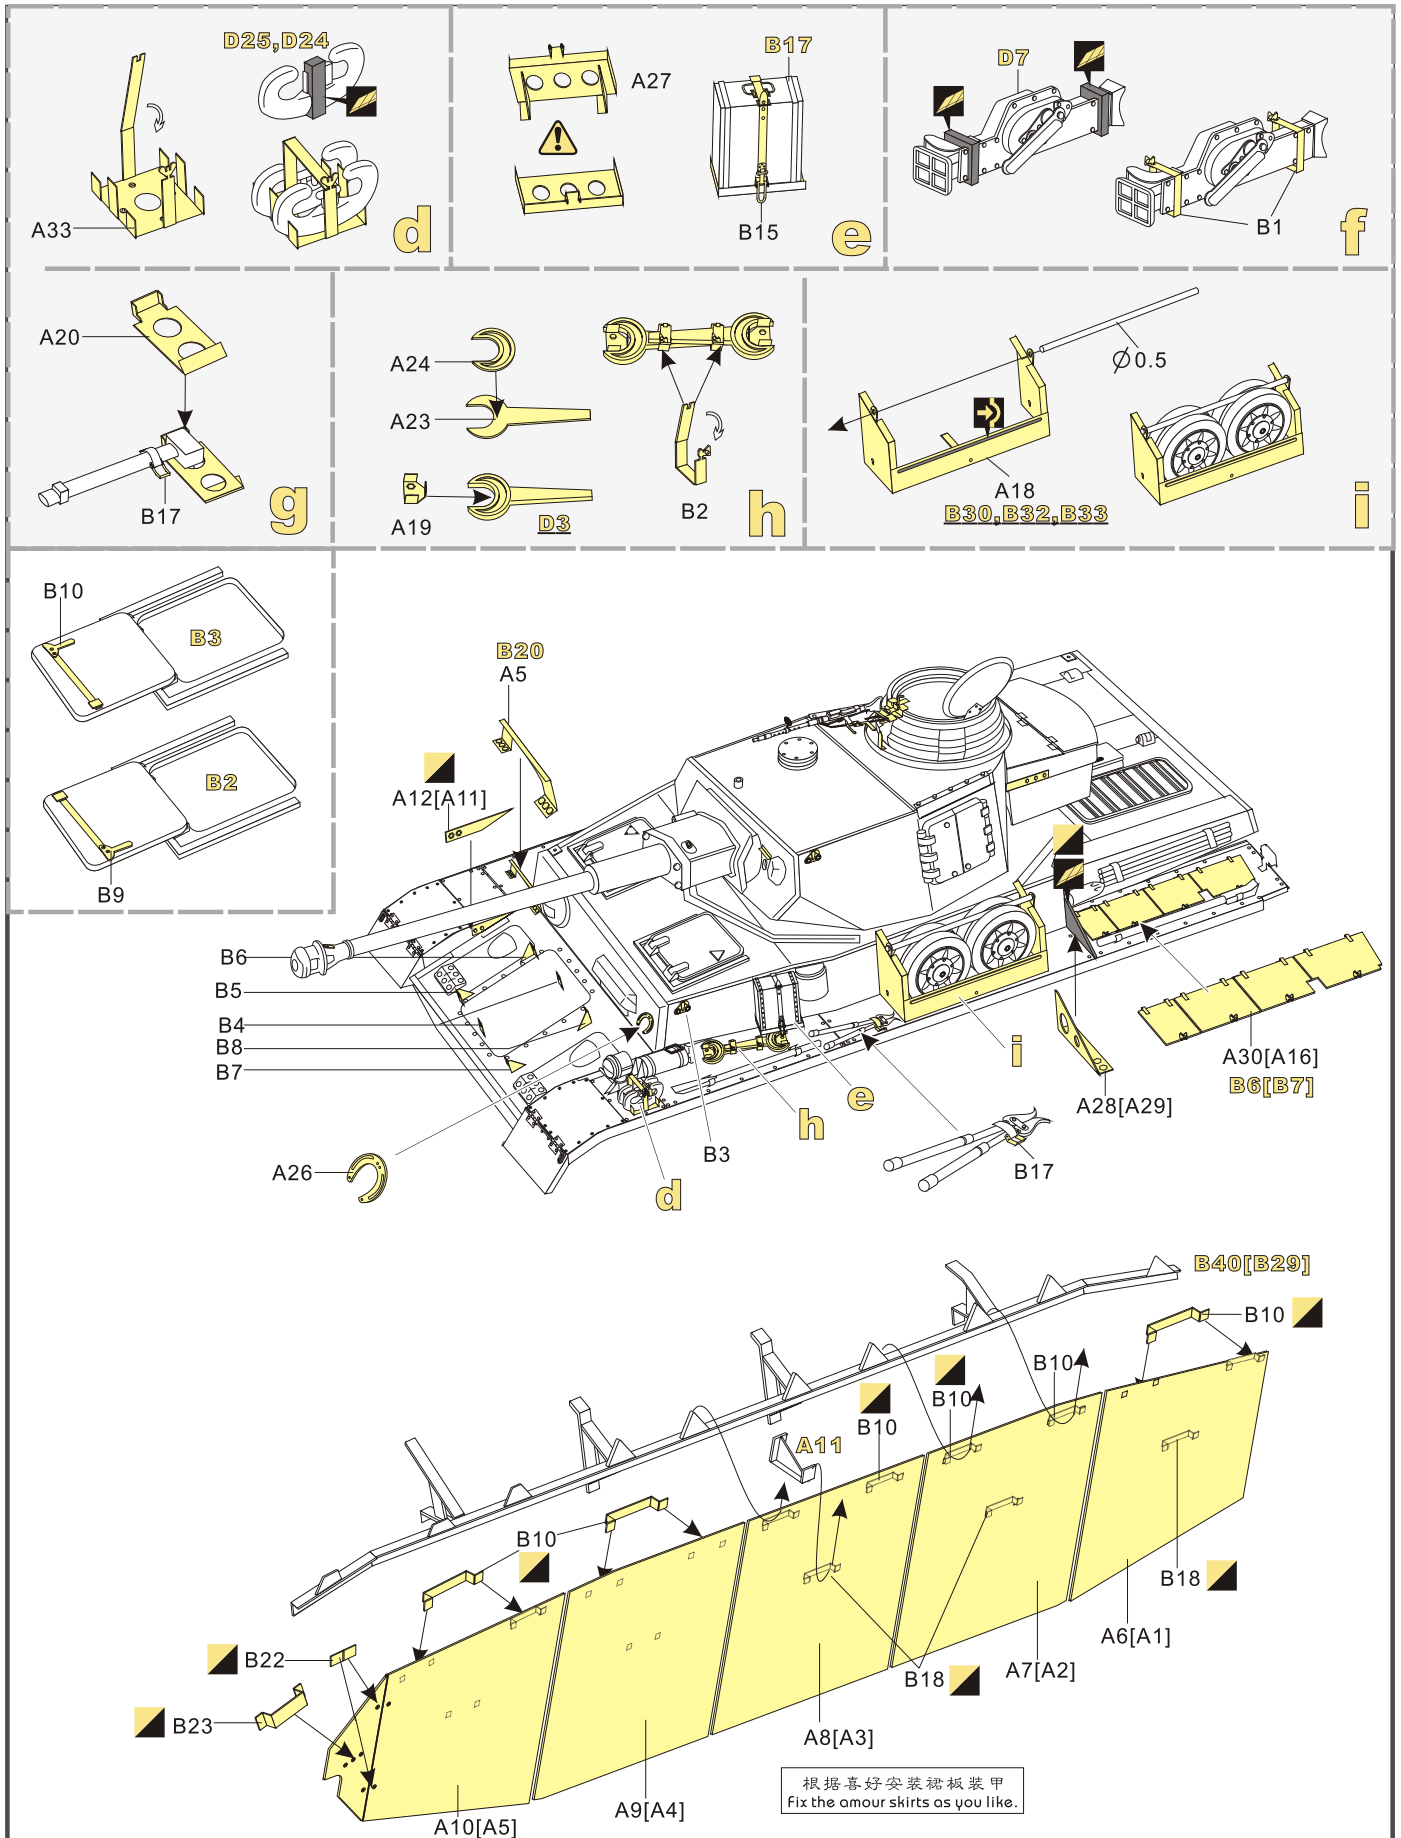 D25,D24
A33
d
A27
B17
B15
e
D7
B1
f
A20
B17
g
A24
A23
A19
D3
B2
h
Ø0.5
A18
B30,B32,B33
i
B10
B3
B2
B9
B20
A5
A12[A11]
B6
B5
B4
B8
B7
A26
d
B3
h
e
i
B17
A28[A29]
A30[A16]
B6[B7]
B40[B29]
B10
B10
B10
B10
A11
B10
B18
B22
B23
B18
A6[A1]
A7[A2]
A8[A3]
A9[A4]
A10[A5]
根据喜好安装裙板装甲
Fix the amour skirts as you like.